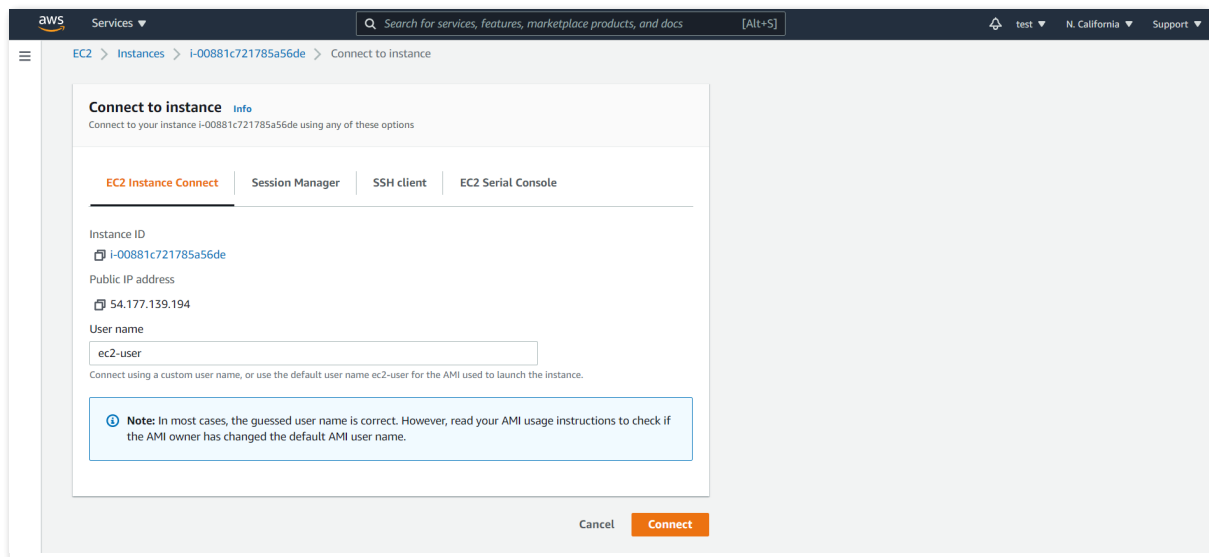 aws Services ▼ Search for services, features, marketplace products, and docs [Alt+S] test ▼ N. California ▼ Support ▼
EC2 > Instances > i-00881c721785a56de > Connect to instance
Connect to instance Info
Connect to your instance i-00881c721785a56de using any of these options
EC2 Instance Connect Session Manager SSH client EC2 Serial Console
Instance ID
i-00881c721785a56de
Public IP address
54.177.139.194
User name
ec2-user
Connect using a custom user name, or use the default user name ec2-user for the AMI used to launch the instance.
Note: In most cases, the guessed user name is correct. However, read your AMI usage instructions to check if
the AMI owner has changed the default AMI user name.
Cancel Connect